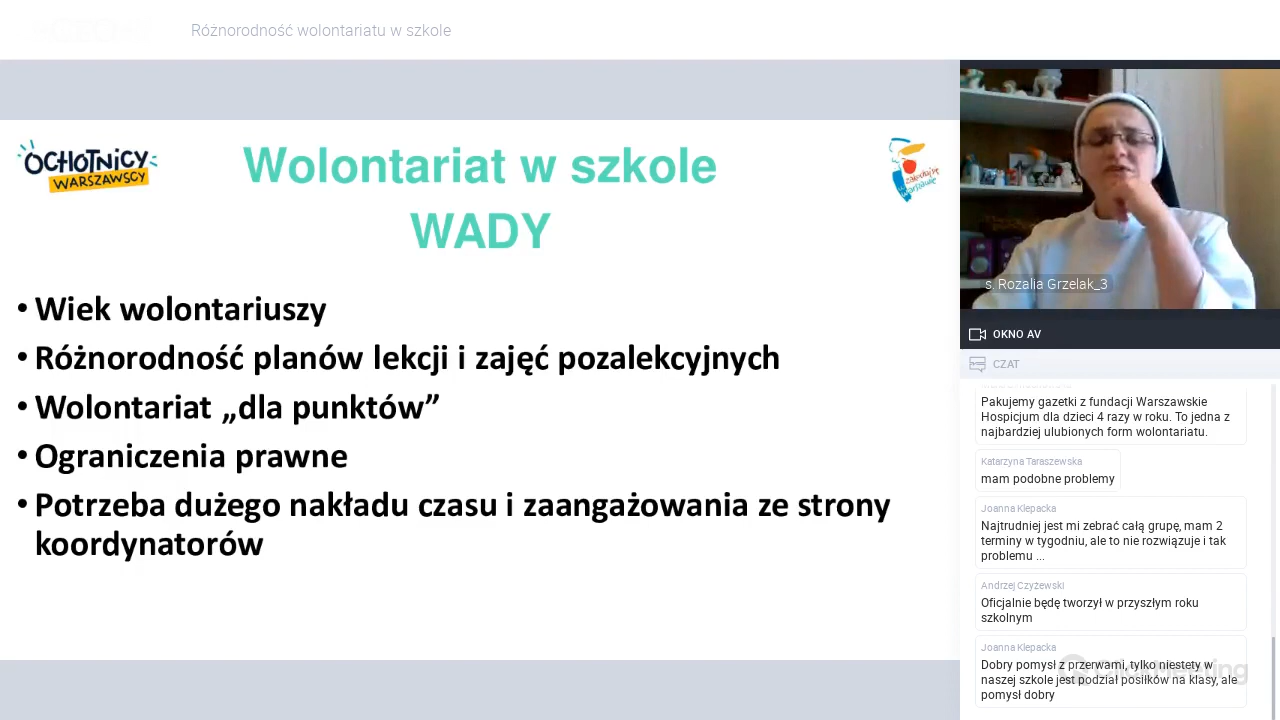 Różnorodność wolontariatu w szkole
OCHOTNICY
WARSZAWSCY
Wolontariat w szkole
WADY
zakochaj się
w Warszawie
• Wiek wolontariuszy
• Różnorodność planów lekcji i zajęć pozalekcyjnych
• Wolontariat „dla punktów”
• Ograniczenia prawne
• Potrzeba dużego nakładu czasu i zaangażowania ze strony
koordynatorów
s. Rozalia Grzelak_3
OKNO AV
CZAT
Pakujemy gazetki z fundacji Warszawskie
Hospicjum dla dzieci 4 razy w roku. To jedna z
najbardziej ulubionych form wolontariatu.
Katarzyna Taraszewska
mam podobne problemy
Joanna Klepacka
Najtrudniej jest mi zebrać całą grupę, mam 2
terminy w tygodniu, ale to nie rozwiązuje i tak
problemu ...
Andrzej Czyżewski
Oficjalnie będę tworzył w przyszłym roku
szkolnym
Joanna Klepacka
Dobry pomysł z przerwami, tylko niestety w
naszej szkole jest podział posiłków na klasy, ale
pomysł dobry